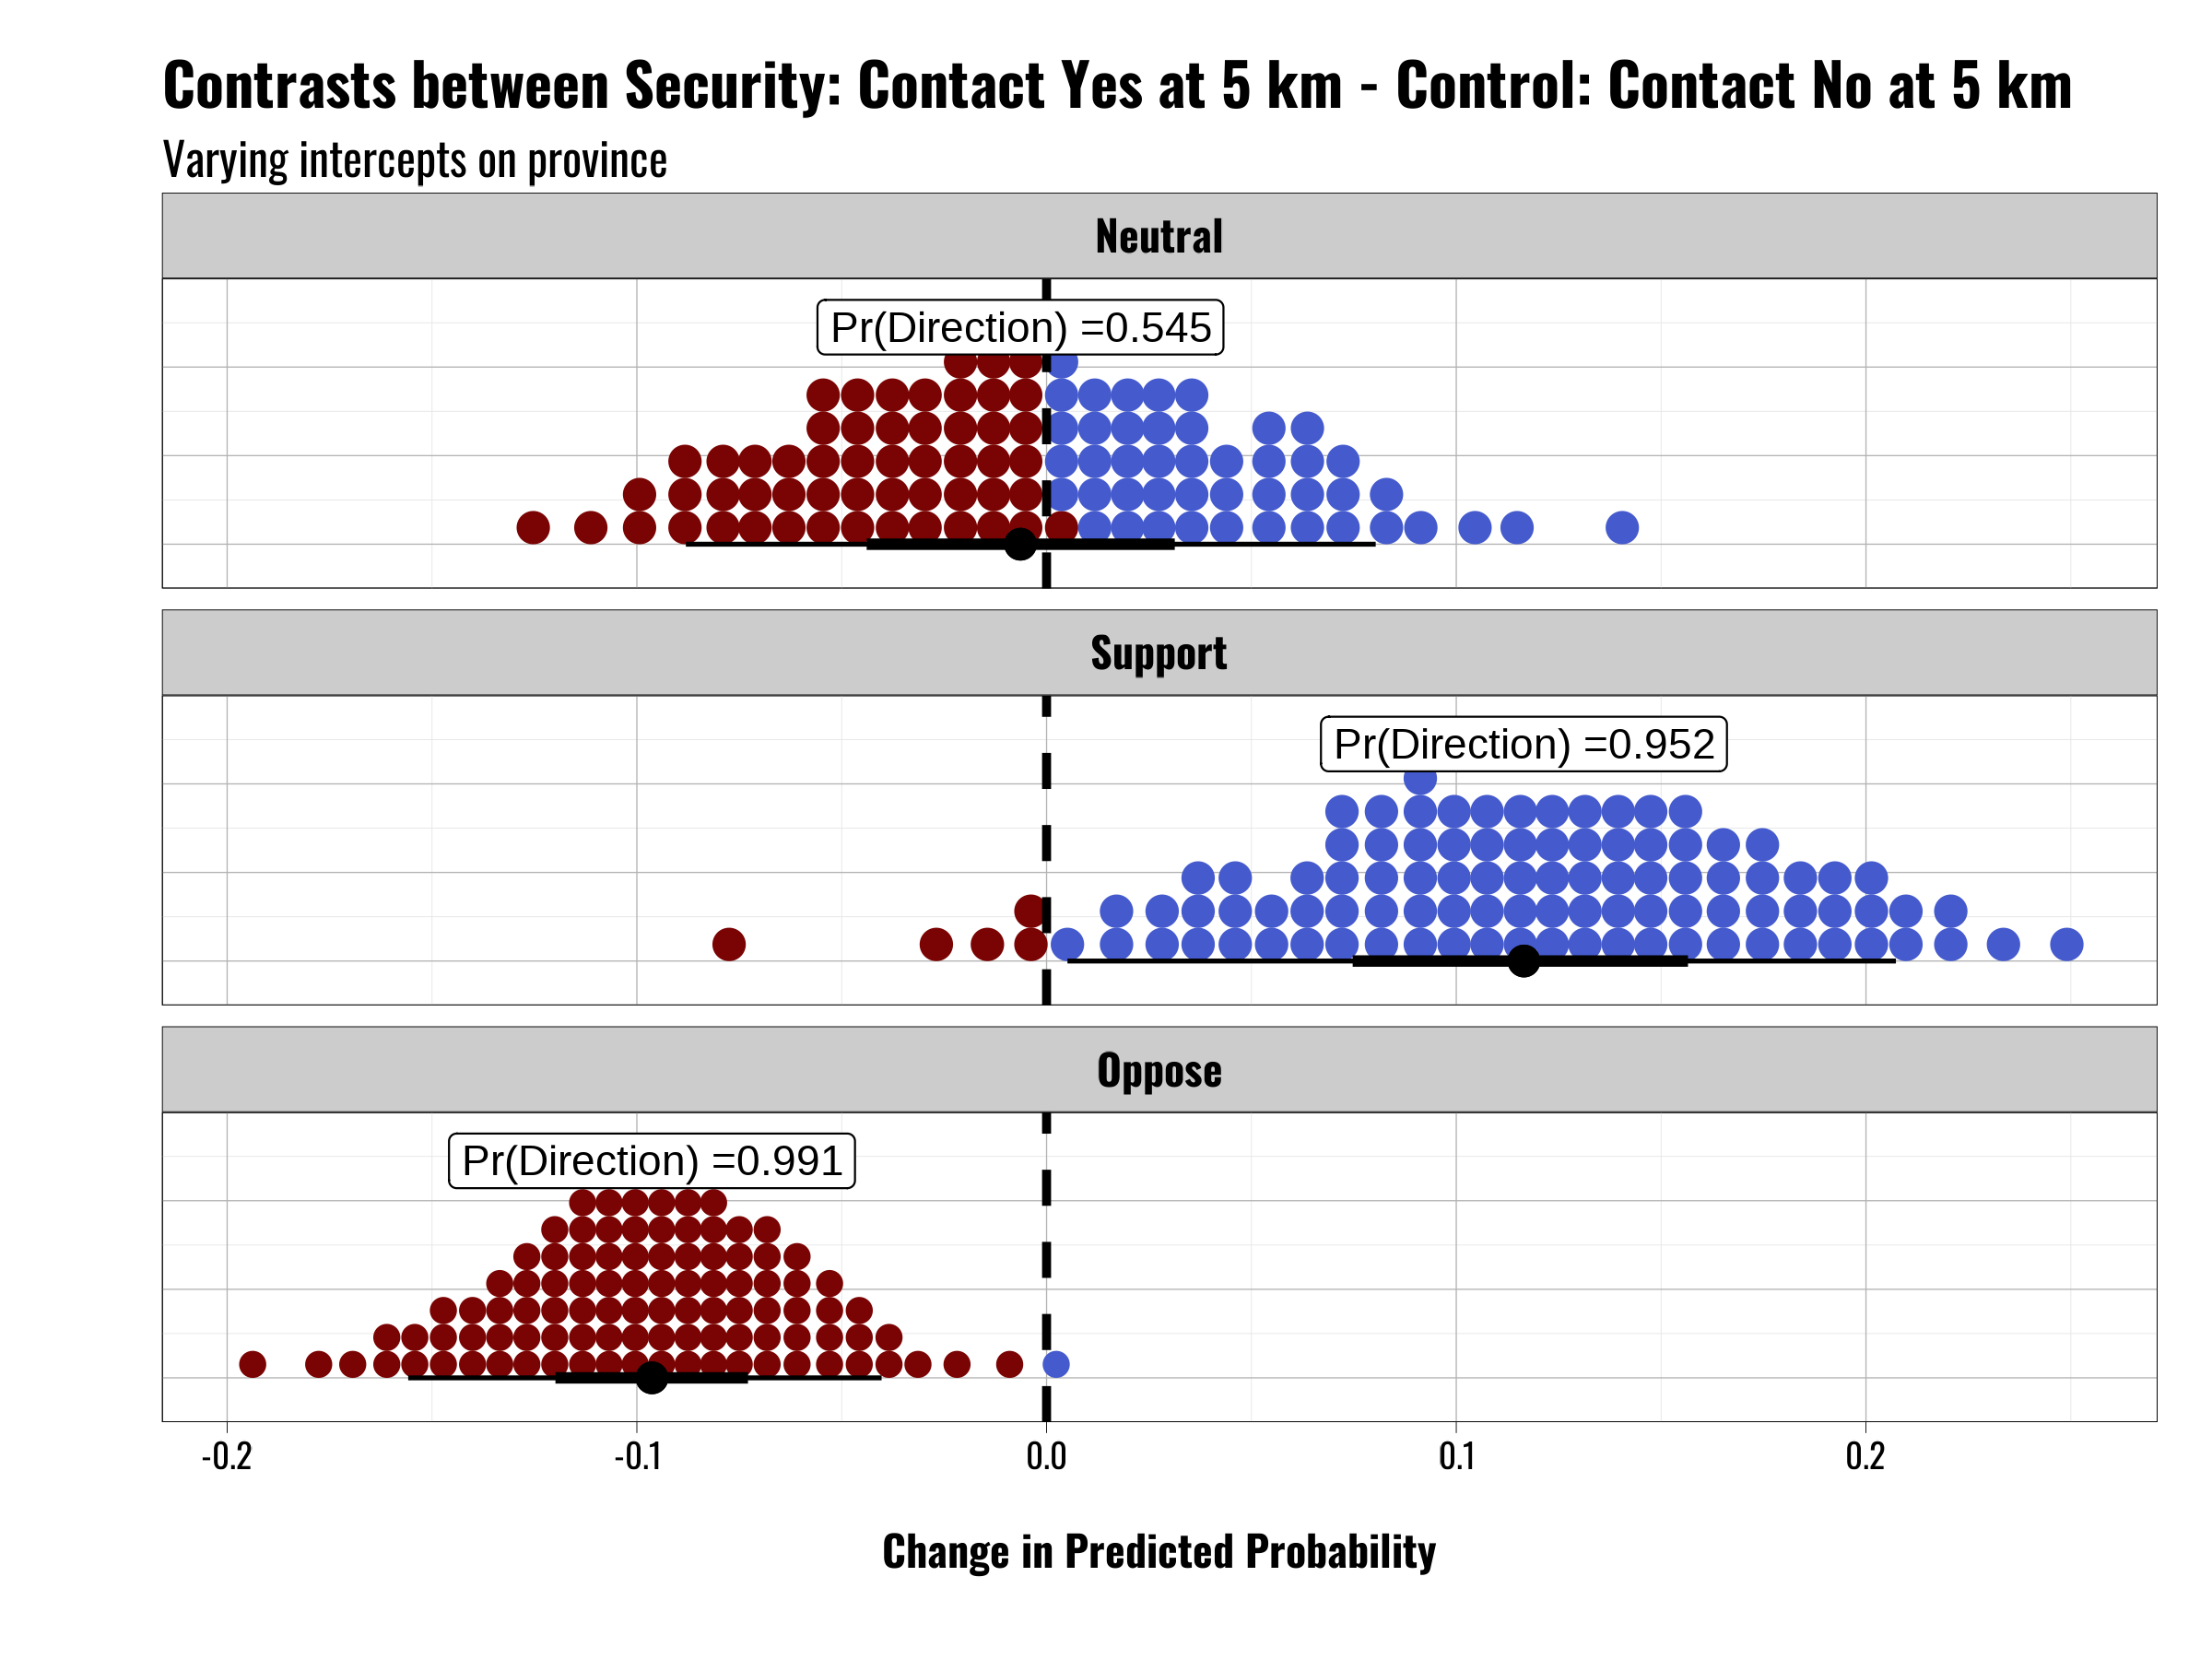 Contrasts between Security: Contact Yes at 5 km - Control: Contact No at 5 km
Varying intercepts on province
Neutral
Pr(Direction) =0.545
Support
Pr(Direction) =0.952
Oppose
Pr(Direction) =0.991
-0.2 -0.1 0.0 0.1 0.2
Change in Predicted Probability